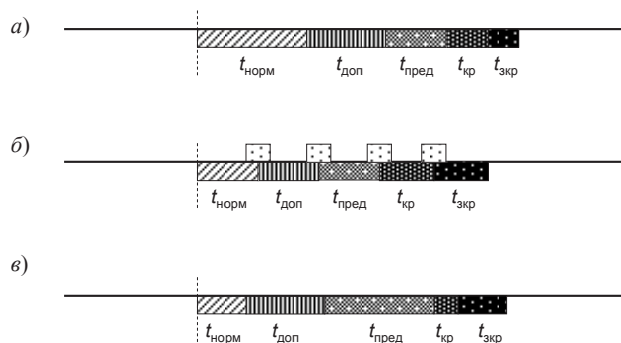 а)
tнорм tдоп tпред tкр tзкр
б)
tнорм tдоп tпред tкр tзкр
в)
tнорм tдоп tпред tкр tзкр